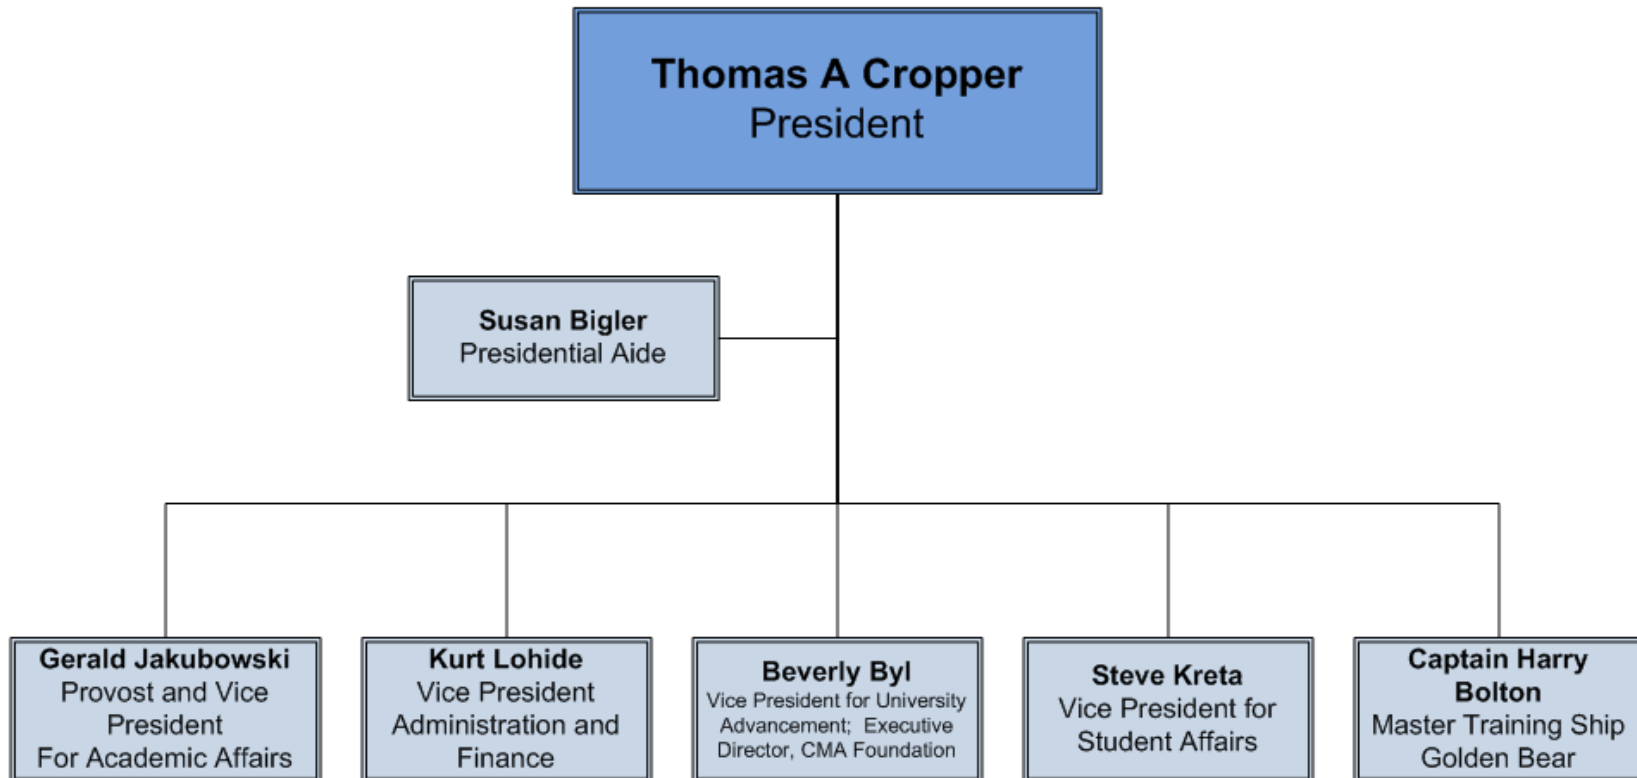 Thomas A Cropper
President
Susan Bigler
Presidential Aide
Gerald Jakubowski
Provost and Vice
President
For Academic Affairs
Kurt Lohide
Vice President
Administration and
Finance
Beverly Byl
Vice President for University
Advancement; Executive
Director, CMA Foundation
Steve Kreta
Vice President for
Student Affairs
Captain Harry
Bolton
Master Training Ship
Golden Bear